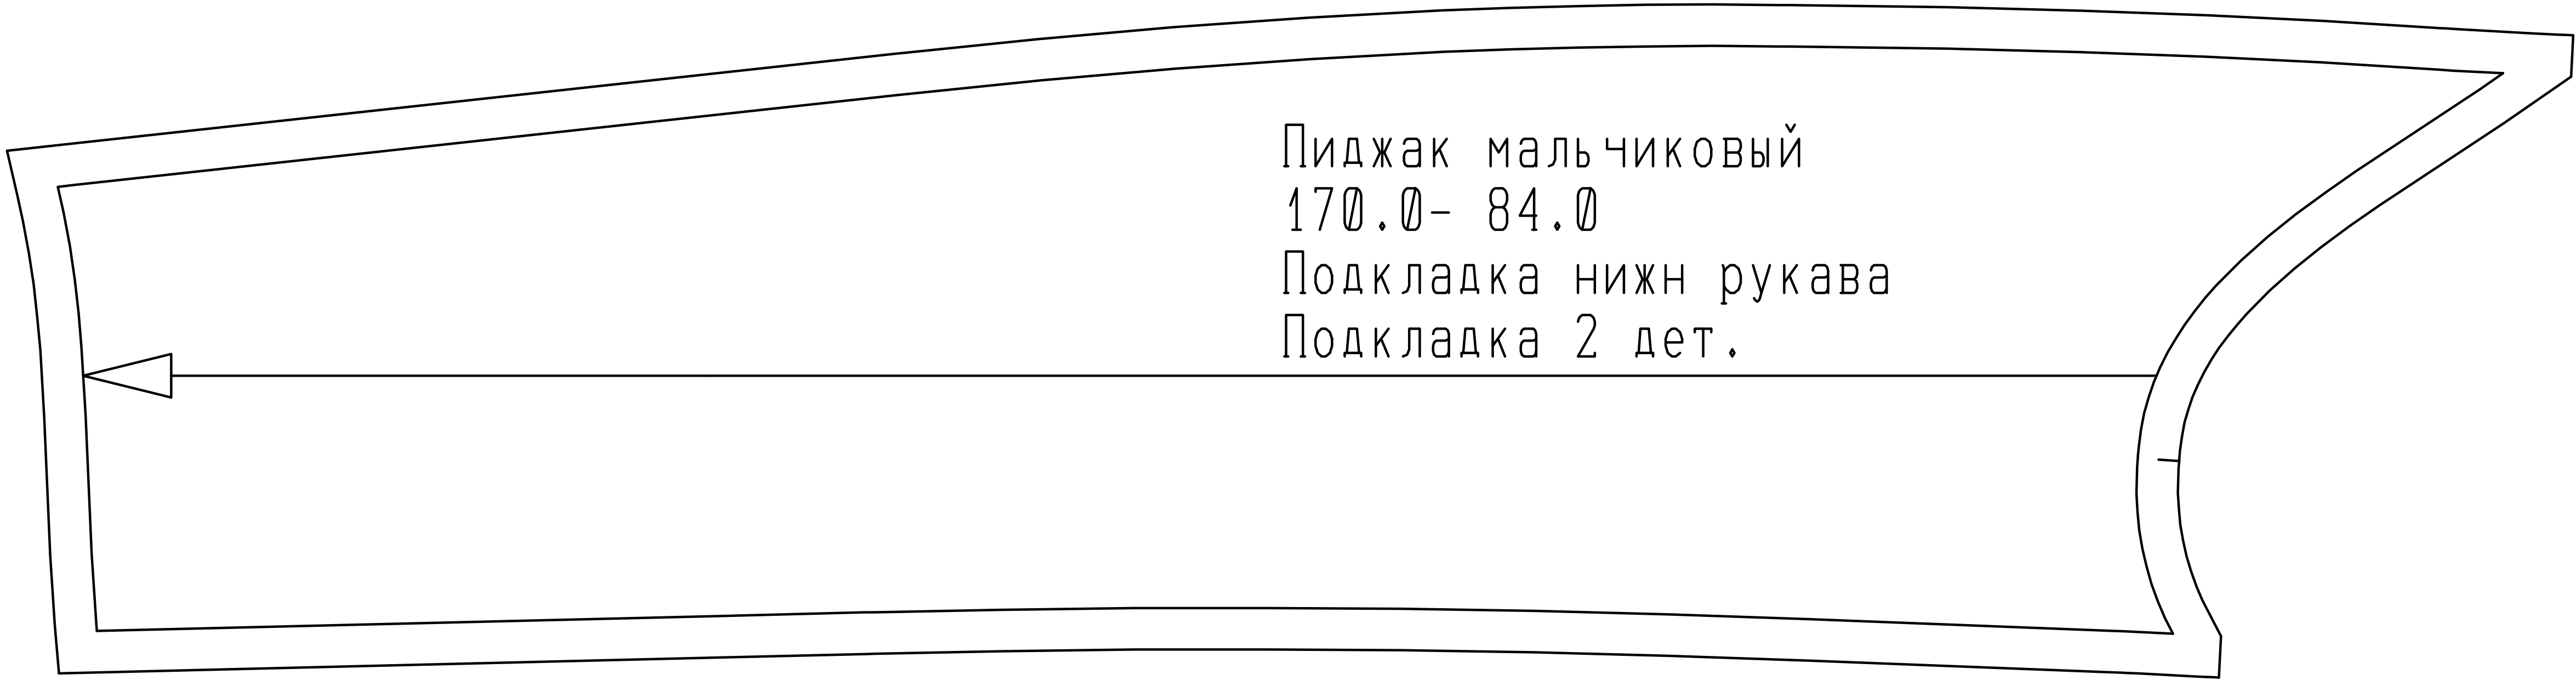 Пиджак мальчиковый
170.0- 84.0
Подкладка нижн рукава
Подкладка 2 дет.